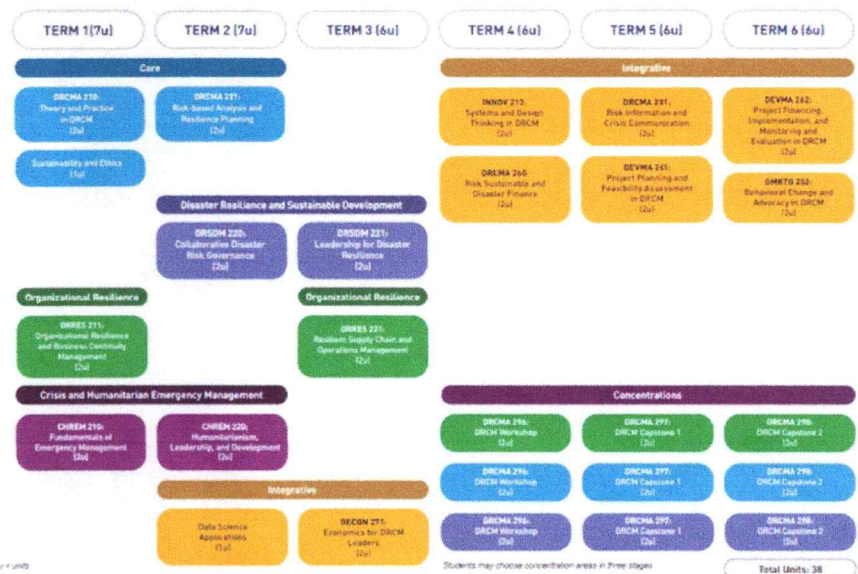 TERM 1(7u)
TERM 2 (7u)
TERM 3 (6u)
TERM 4 (6u)
TERM 5 (6u)
TERM 6 (6u)
Core
Integrative
DRCMA 210:
Theory and Practice
in DRCM
(2u)
DRCMA 221:
Risk-based Analysis and
Resilience Planning
(2u)
INNOV 213:
Systems and Design
Thinking in DRCM
(2u)
DRCMA 231:
Risk Information and
Crisis Communication
(2u)
DEVMA 262:
Project Financing,
Implementation, and
Monitoring and
Evaluation in DRCM
(2u)
Sustainability and Ethics
(1u)
DREMA 260:
Risk Sustainable and
Disaster Finance
(2u)
DEVMA 261:
Project Planning and
Feasibility Assessment
in DRCM
(2u)
GMKTG 252:
Behavioral Change and
Advocacy in DRCM
(2u)
Disaster Resilience and Sustainable Development
DRSDM 220:
Collaborative Disaster
Risk Governance
(2u)
DRSDM 221:
Leadership for Disaster
Resilience
(2u)
Organizational Resilience
Organizational Resilience
ORRES 211:
Organizational Resilience
and Business Continuity
Management
(2u)
ORRES 221:
Resilient Supply Chain and
Operations Management
(2u)
Crisis and Humanitarian Emergency Management
Concentrations
CHREM 210:
Fundamentals of
Emergency Management
(2u)
CHREM 220:
Humanitarianism,
Leadership, and Development
(2u)
DRCMA 296:
DRCM Workshop
(2u)
DRCMA 297:
DRCM Capstone 1
(2u)
DRCMA 298:
DRCM Capstone 2
(2u)
DRCMA 296:
DRCM Workshop
(2u)
DRCMA 297:
DRCM Capstone 1
(2u)
DRCMA 298:
DRCM Capstone 2
(2u)
Integrative
Data Science
Applications
(1u)
DECON 271:
Economics for DRCM
Leaders
(2u)
DRCMA 296:
DRCM Workshop
(2u)
DRCMA 297:
DRCM Capstone 1
(2u)
DRCMA 298:
DRCM Capstone 2
(2u)
= units
Students may choose concentration areas in three stages
Total Units: 38